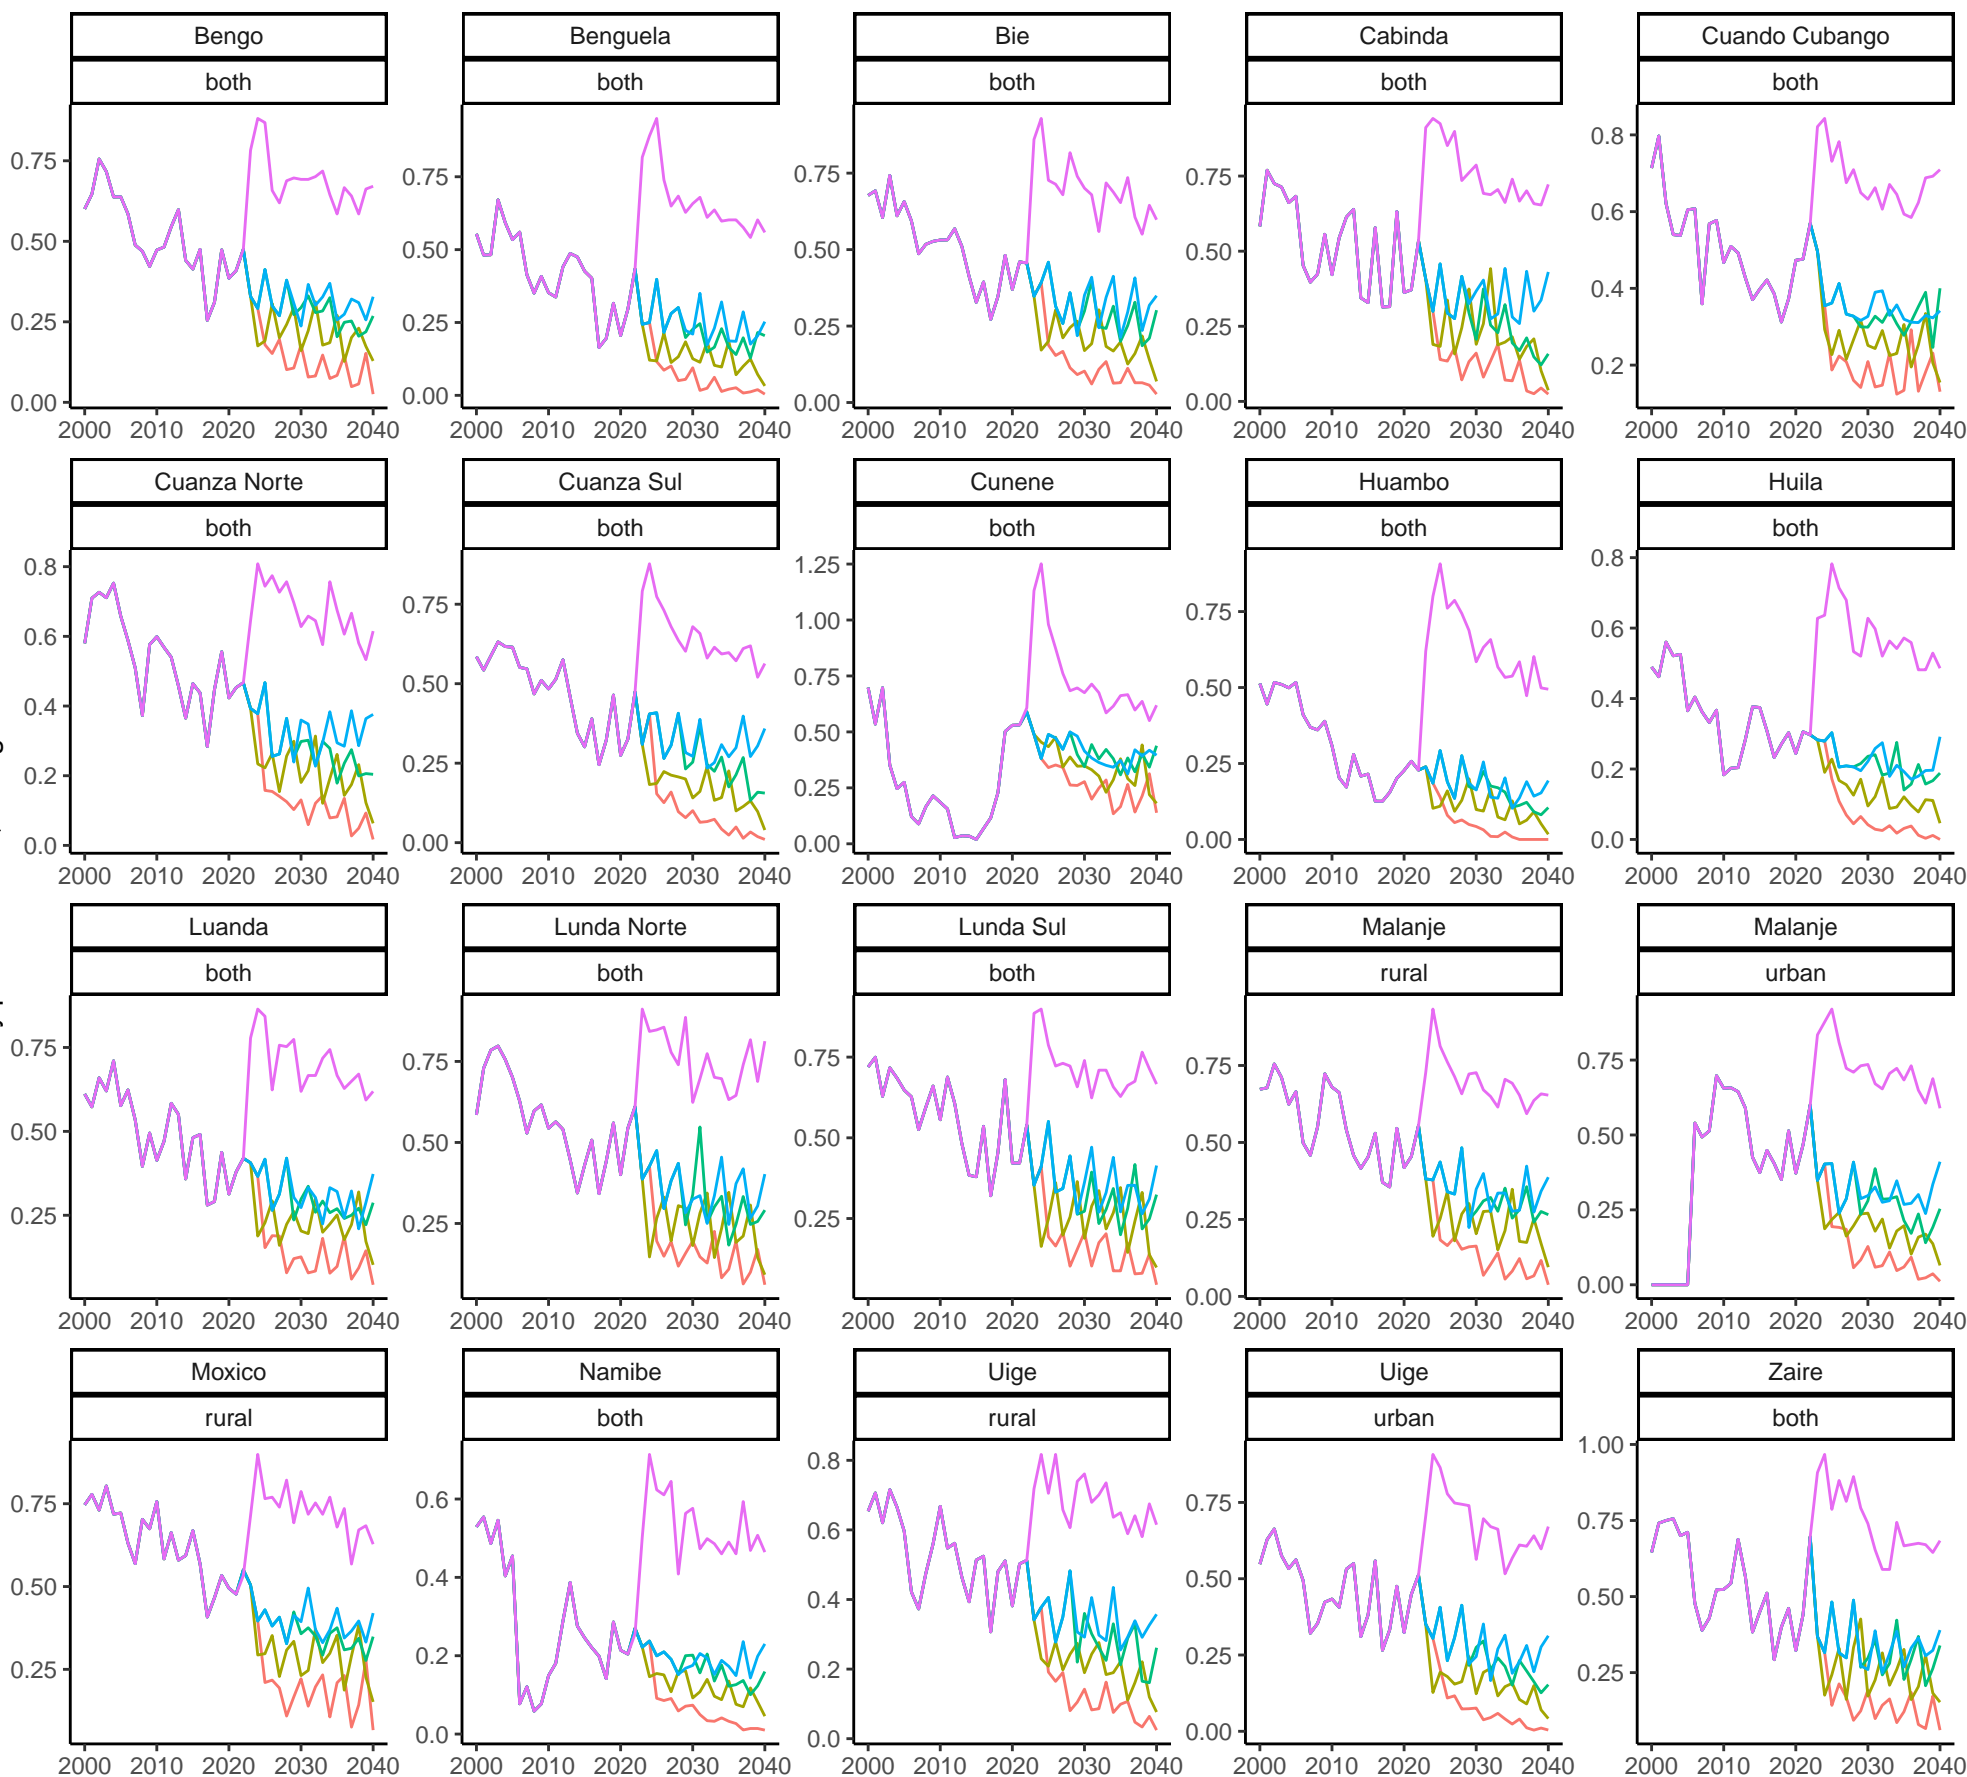 Bengo Benguela Bie Cabinda Cuando Cubango
both both both both both
0.75 0.50 0.25 0.00
0.75 0.50 0.25 0.00
0.75 0.50 0.25 0.00
0.75 0.50 0.25 0.00
0.8 0.6 0.4 0.2
2000 2010 2020 2030 2040 2000 2010 2020 2030 2040 2000 2010 2020 2030 2040 2000 2010 2020 2030 2040 2000 2010 2020 2030 2040
Cuanza Norte Cuanza Sul Cunene Huambo Huila
both both both both both
0.8 0.6 0.4 0.2 0.0
0.75 0.50 0.25 0.00
1.25 1.00 0.75 0.50 0.25 0.00
0.75 0.50 0.25 0.00
0.8 0.6 0.4 0.2 0.0
2000 2010 2020 2030 2040 2000 2010 2020 2030 2040 2000 2010 2020 2030 2040 2000 2010 2020 2030 2040 2000 2010 2020 2030 2040
Luanda Lunda Norte Lunda Sul Malanje Malanje
both both both rural urban
0.75 0.50 0.25
0.75 0.50 0.25
0.75 0.50 0.25
0.75 0.50 0.25 0.00
0.75 0.50 0.25 0.00
2000 2010 2020 2030 2040 2000 2010 2020 2030 2040 2000 2010 2020 2030 2040 2000 2010 2020 2030 2040 2000 2010 2020 2030 2040
Moxico Namibe Uige Uige Zaire
rural both rural urban both
0.75 0.50 0.25
0.6 0.4 0.2 0.0
0.8 0.6 0.4 0.2 0.0
0.75 0.50 0.25 0.00
1.00 0.75 0.50 0.25
2000 2010 2020 2030 2040 2000 2010 2020 2030 2040 2000 2010 2020 2030 2040 2000 2010 2020 2030 2040 2000 2010 2020 2030 2040